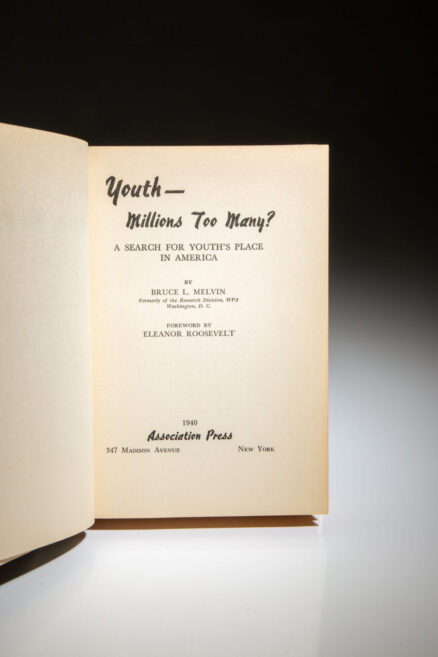 Youth—
Millions Too Many?
A SEARCH FOR YOUTH'S PLACE
IN AMERICA
BY
BRUCE L. MELVIN
Formerly of the Research Division, WPA
Washington, D. C.
FOREWORD BY
ELEANOR ROOSEVELT
1940
Association Press
347 MADISON AVENUE NEW YORK